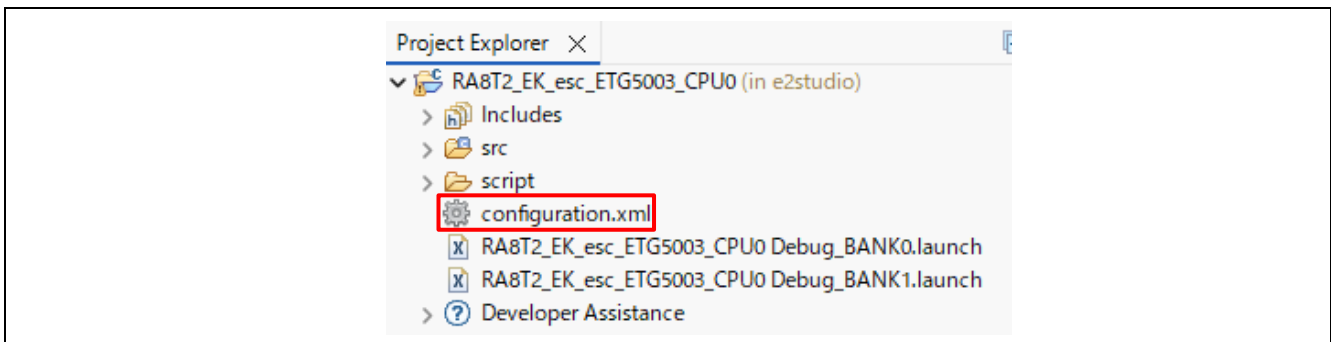 Project Explorer
RA8T2_EK_esc_ETG5003_CPU0 (in e2studio)
Includes
src
script
configuration.xml
RA8T2_EK_esc_ETG5003_CPU0 Debug_BANK0.launch
RA8T2_EK_esc_ETG5003_CPU0 Debug_BANK1.launch
Developer Assistance